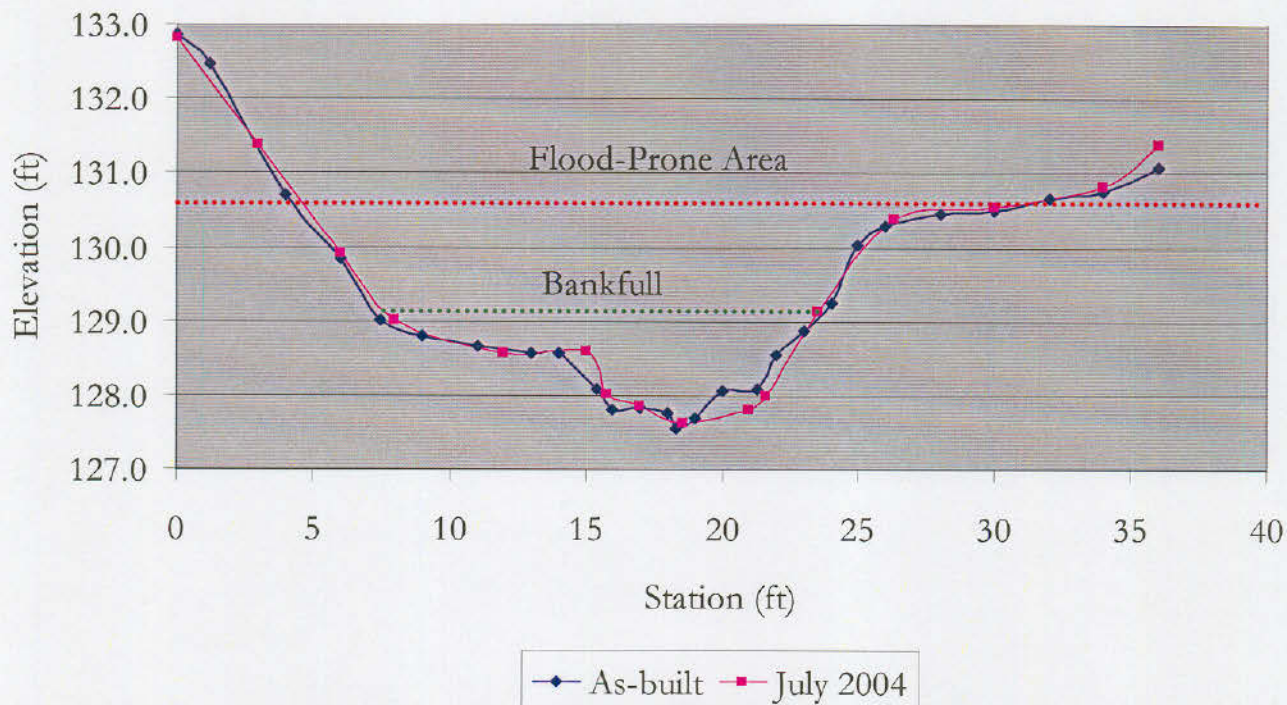 133.0
132.0
131.0
130.0
129.0
128.0
127.0
Elevation (ft)
Flood-Prone Area
Bankfull
0 5 10 15 20 25 30 35 40
Station (ft)
As-built July 2004